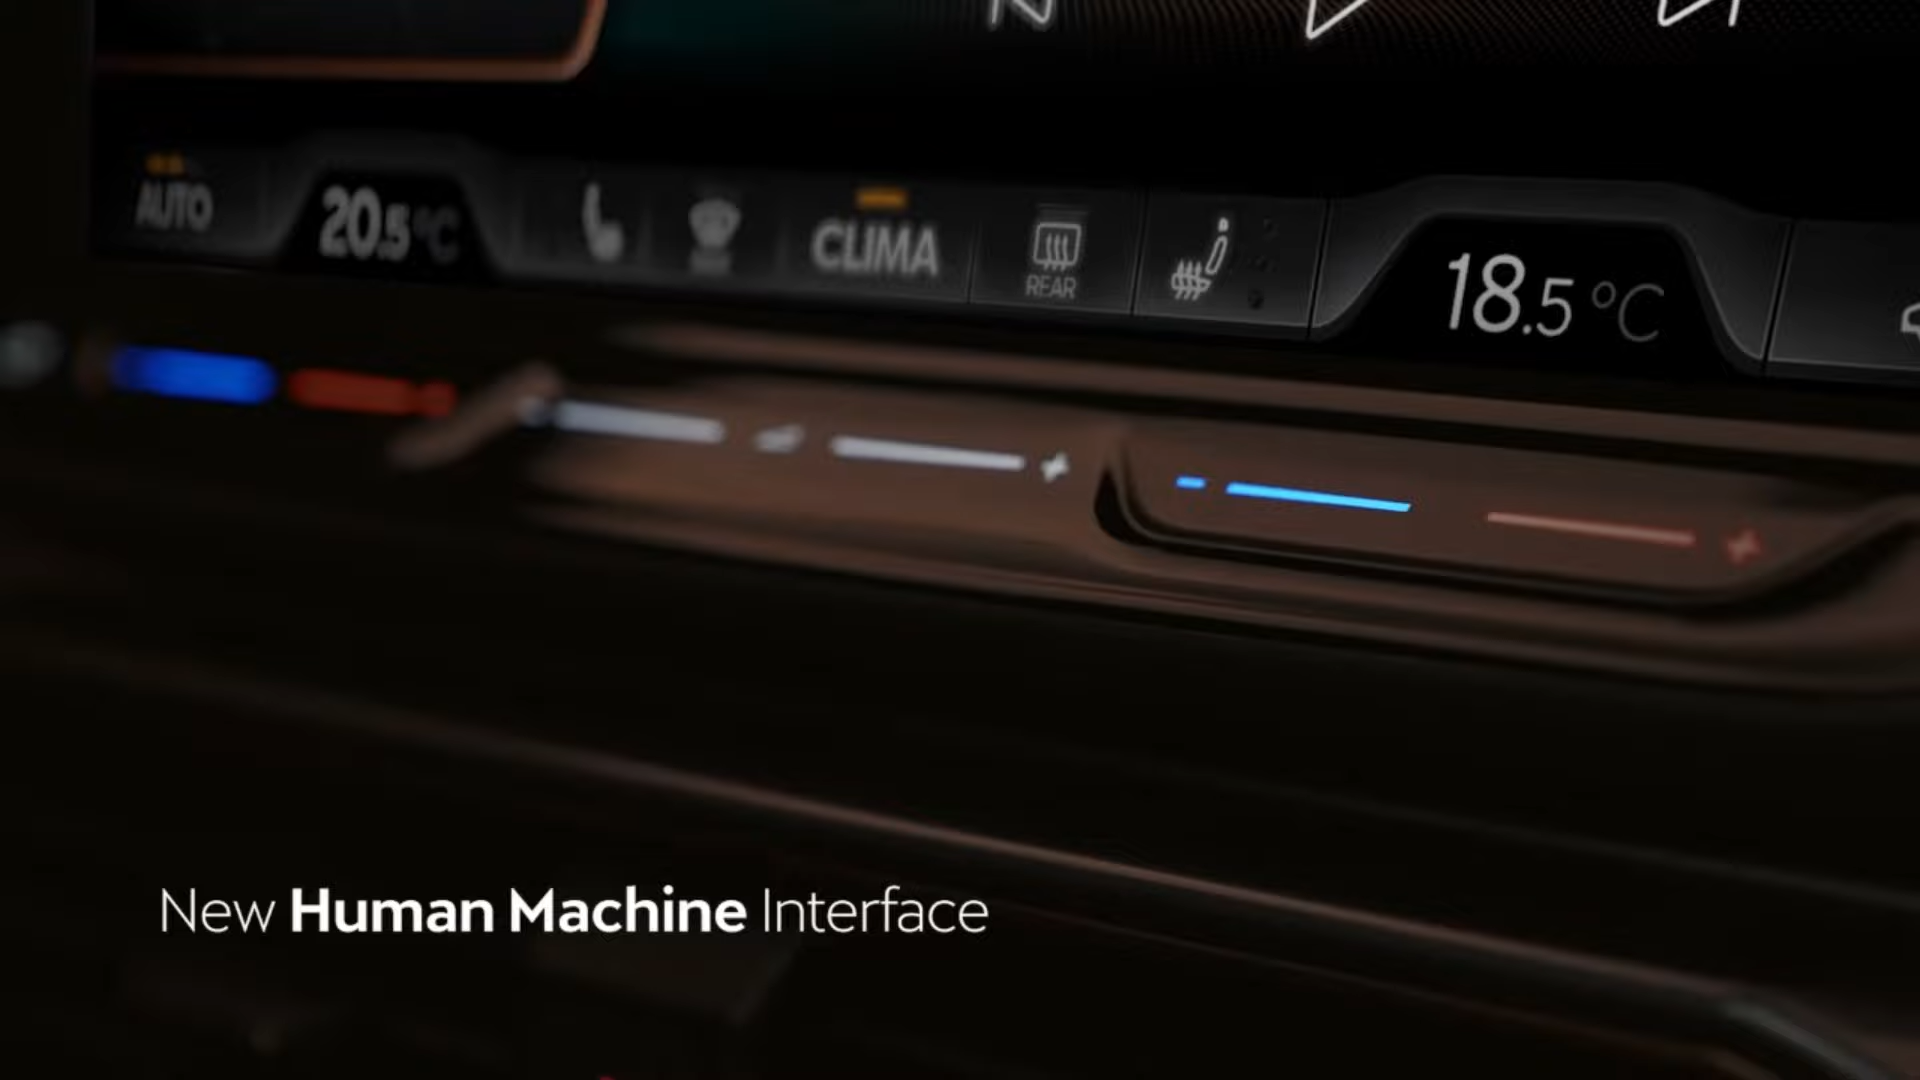 AUTO
20.5 °C
CLIMA
REAR
18.5 °C
New Human Machine Interface